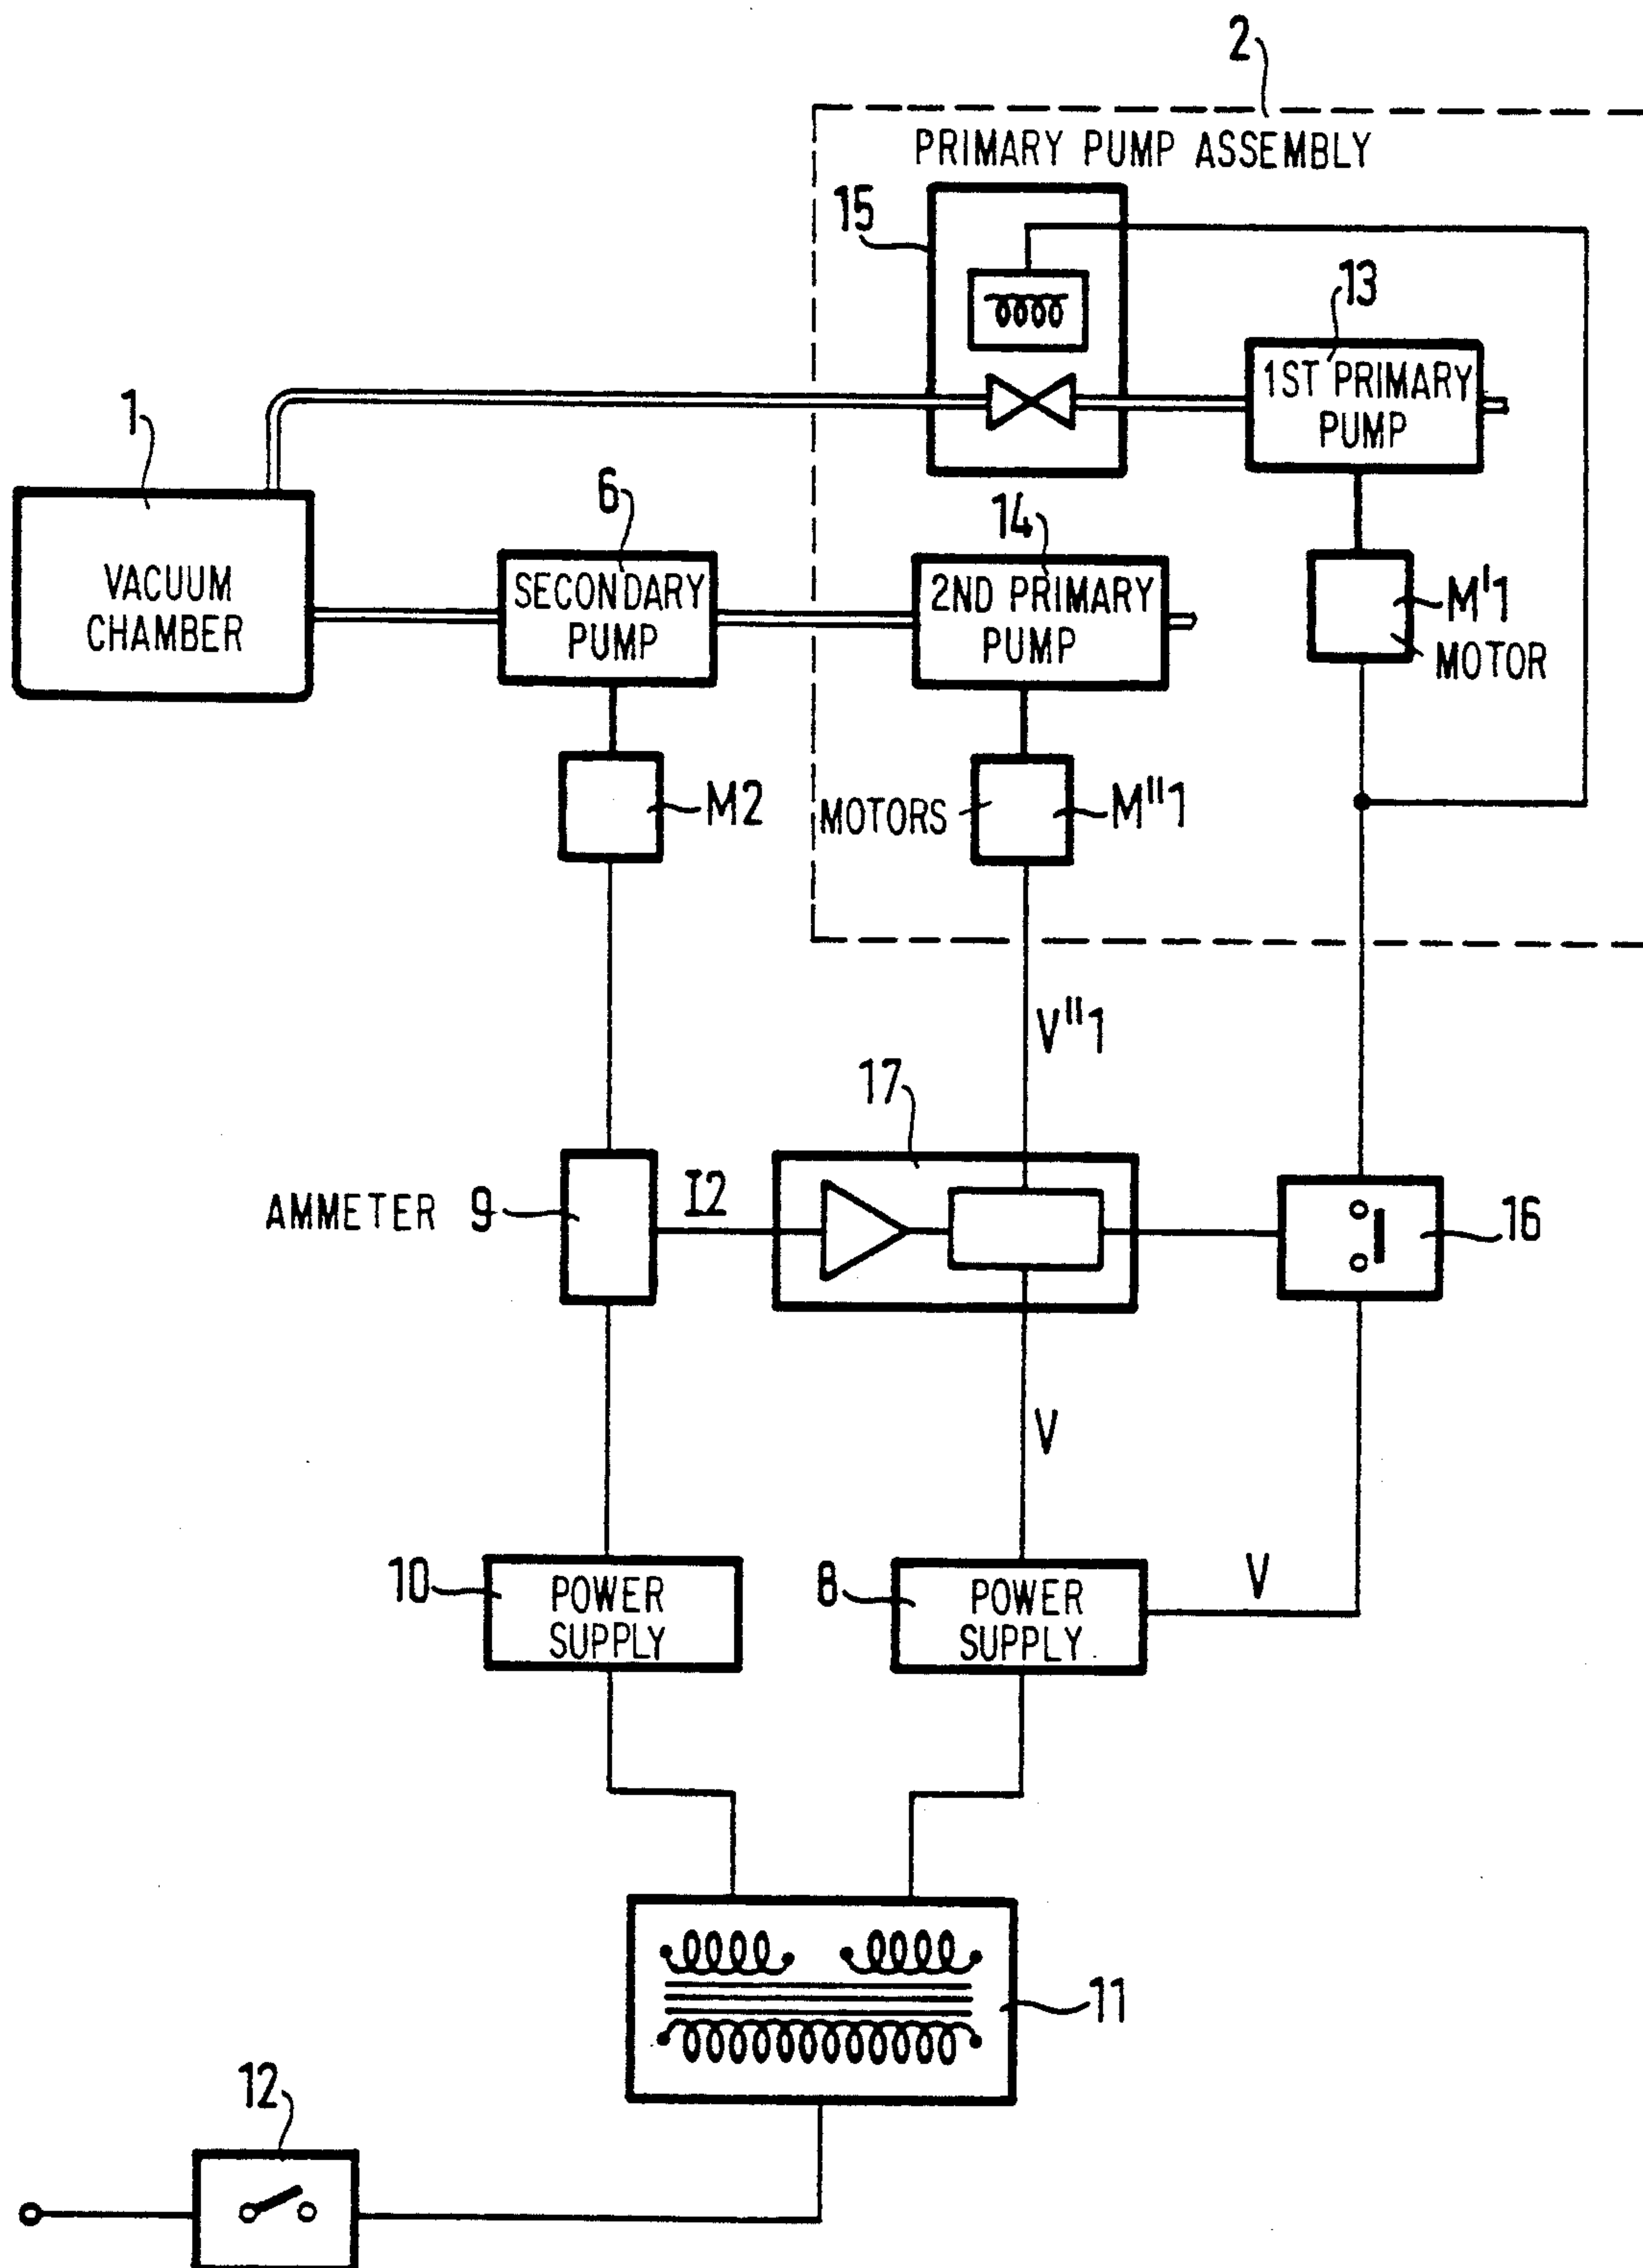 2
PRIMARY PUMP ASSEMBLY
15
13
1ST PRIMARY
PUMP
1
VACUUM
CHAMBER
6
SECONDARY
PUMP
14
2ND PRIMARY
PUMP
M'1
MOTOR
M2
MOTORS
M"1
V"1
17
AMMETER 9
I2
16
V
10
POWER
SUPPLY
8
POWER
SUPPLY
V
11
12